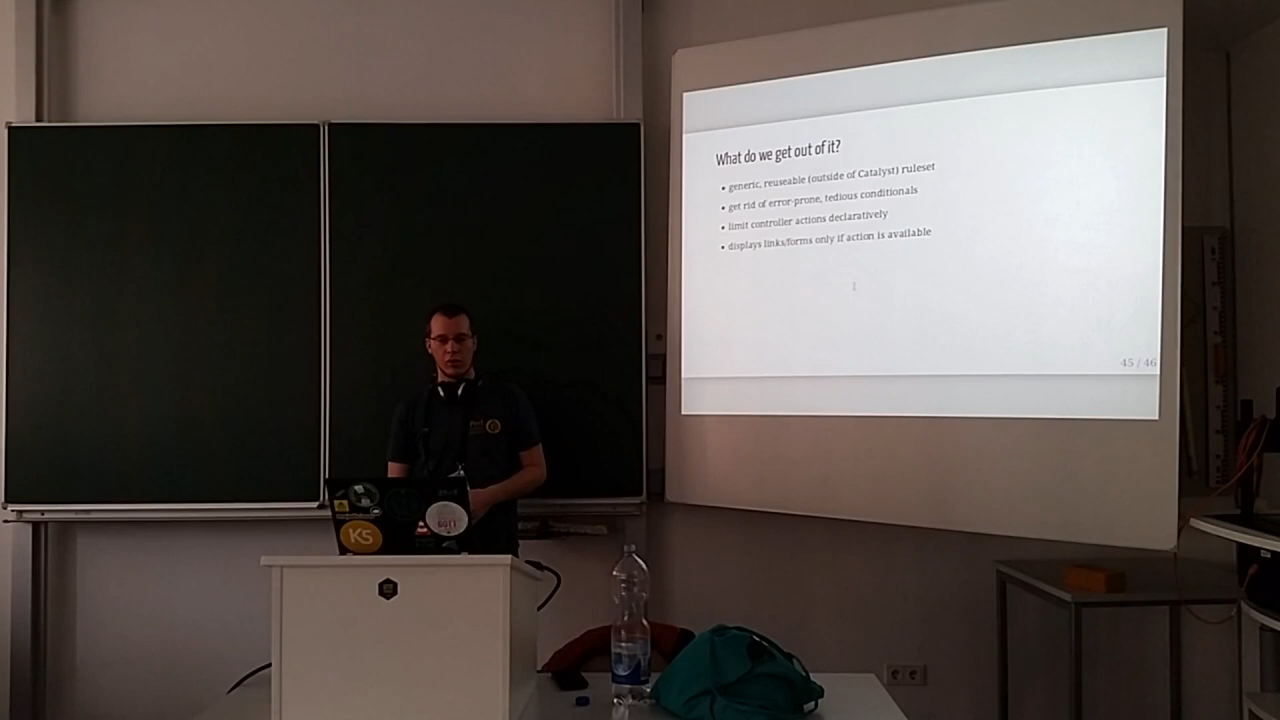 What do we get out of it?
• generic, reuseable (outside of Catalyst) ruleset
• get rid of error-prone, tedious conditionals
• limit controller actions declaratively
• displays links/forms only if action is available
45 / 46
KS